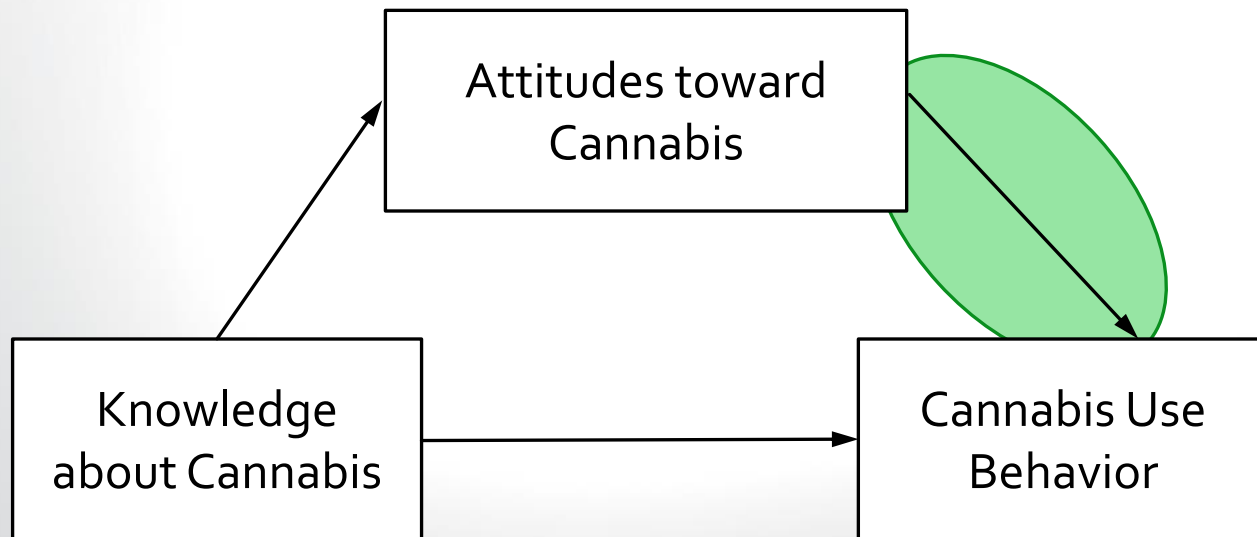 Attitudes toward
Cannabis
Knowledge
about Cannabis
Cannabis Use
Behavior